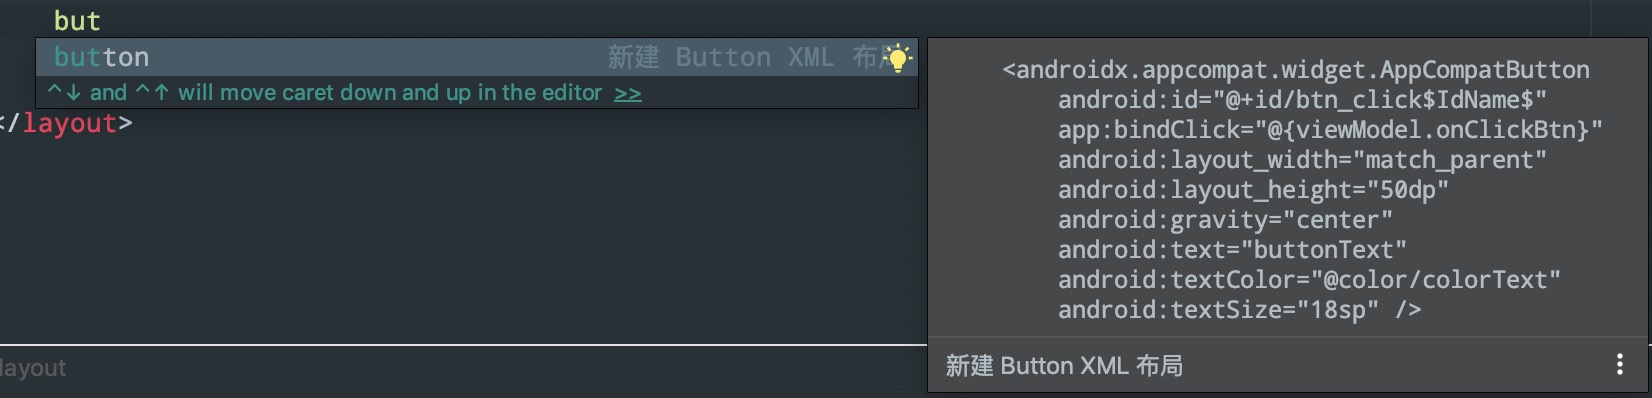 but
button 新建 Button XML 布局
^↓ and ^↑ will move caret down and up in the editor >>
</layout>
layout
<androidx.appcompat.widget.AppCompatButton
android:id="@+id/btn_click$IdName$"
app:bindClick="@{viewModel.onClickBtn}"
android:layout_width="match_parent"
android:layout_height="50dp"
android:gravity="center"
android:text="buttonText"
android:textColor="@color/colorText"
android:textSize="18sp" />
新建 Button XML 布局